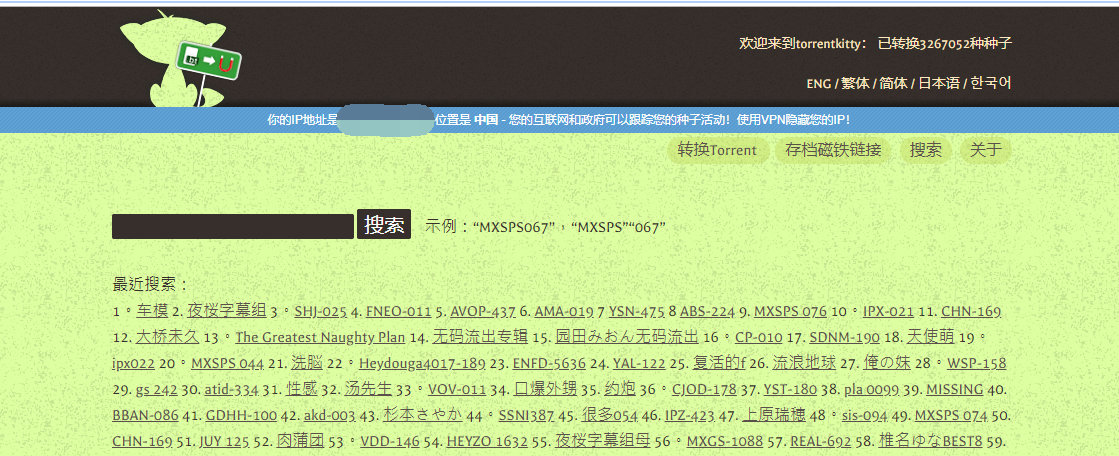 欢迎来到torrentkitty： 已转换3267052种种子
ENG / 繁体 / 简体 / 日本语 / 한국어
你的IP地址是 位置是 中国 - 您的互联网和政府可以跟踪您的种子活动！使用VPN隐藏您的IP！
转换Torrent 存档磁铁链接 搜索 关于
搜索 示例：“MXSPS067”，“MXSPS”“067”
最近搜索：
1。车模 2. 夜桜字幕组 3。SHJ-025 4. FNEO-011 5. AVOP-437 6. AMA-019 7 YSN-475 8 ABS-224 9. MXSPS 076 10。IPX-021 11. CHN-169
12. 大桥未久 13。The Greatest Naughty Plan 14. 无码流出专辑 15. 园田みおん无码流出 16。CP-010 17. SDNM-190 18. 天使萌 19。
ipx022 20。MXSPS 044 21. 洗脑 22。Heydouga4017-189 23. ENFD-5636 24. YAL-122 25. 复活的f 26. 流浪地球 27. 俺の妹 28。WSP-158
29. gs 242 30. atid-334 31. 性感 32. 汤先生 33。VOV-011 34. 口爆外甥 35. 约炮 36。CJOD-178 37. YST-180 38. pla 0099 39. MISSING 40.
BBAN-086 41. GDHH-100 42. akd-003 43. 杉本さやか 44。SSNI387 45. 很多054 46. IPZ-423 47. 上原瑞穂 48。sis-094 49. MXSPS 074 50.
CHN-169 51. JUY 125 52. 肉蒲团 53。VDD-146 54. HEYZO 1632 55. 夜桜字幕组母 56。MXGS-1088 57. REAL-692 58. 椎名ゆなBEST8 59.